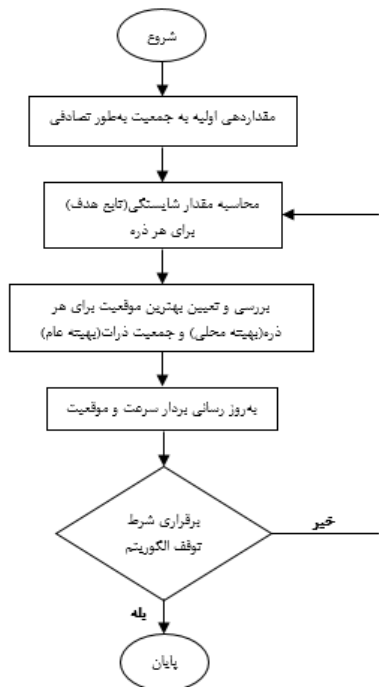 شروع
مقداردهی اولیه به جمعیت به‌طور تصادفی
محاسبه مقدار شایستگی(تابع هدف)
برای هر ذره
بررسی و تعیین بهترین موقعیت برای هر
ذره(بهینه محلی) و جمعیت ذرات(بهینه عام)
به‌روز رسانی بردار سرعت و موقعیت
برقراری شرط
توقف الگوریتم
خیر
بله
پایان